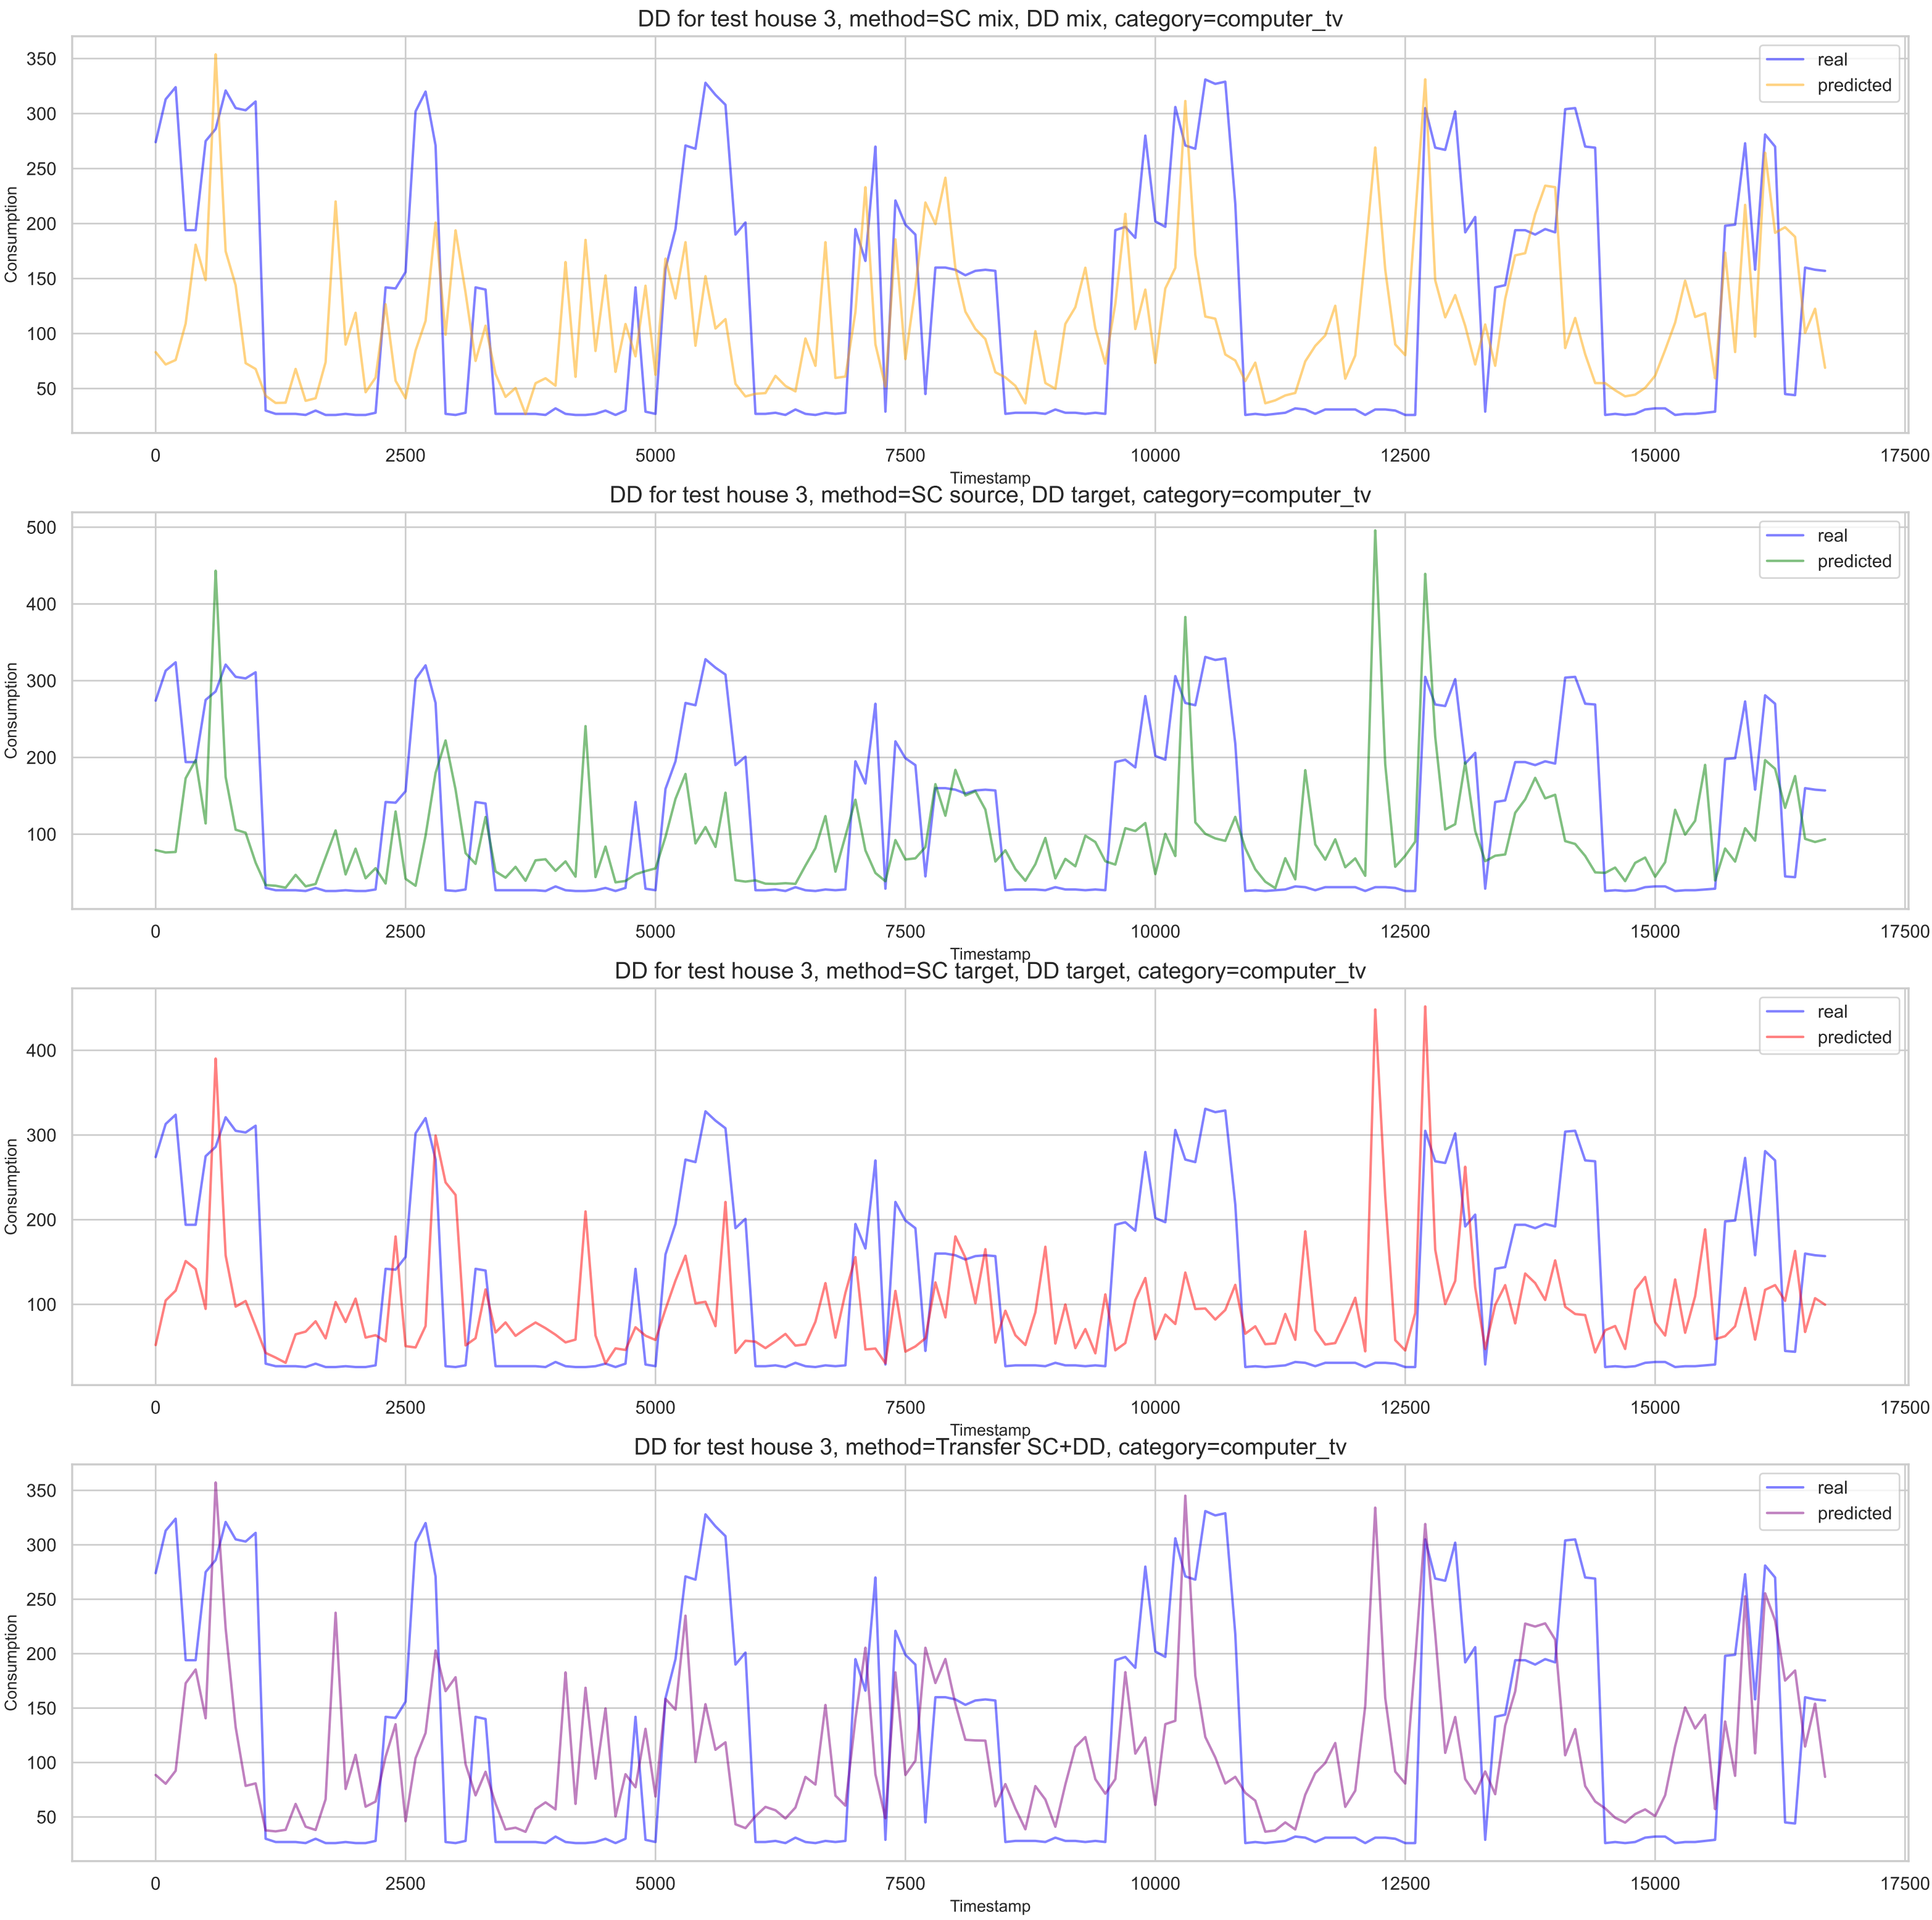 DD for test house 3, method=SC mix, DD mix, category=computer_tv
350
300
250
200
150
100
50
Consumption
real
predicted
0 2500 5000 7500 10000 12500 15000 17500
Timestamp
DD for test house 3, method=SC source, DD target, category=computer_tv
500
400
300
200
100
Consumption
real
predicted
0 2500 5000 7500 10000 12500 15000 17500
Timestamp
DD for test house 3, method=SC target, DD target, category=computer_tv
400
300
200
100
Consumption
real
predicted
0 2500 5000 7500 10000 12500 15000 17500
Timestamp
DD for test house 3, method=Transfer SC+DD, category=computer_tv
350
300
250
200
150
100
50
Consumption
real
predicted
0 2500 5000 7500 10000 12500 15000 17500
Timestamp